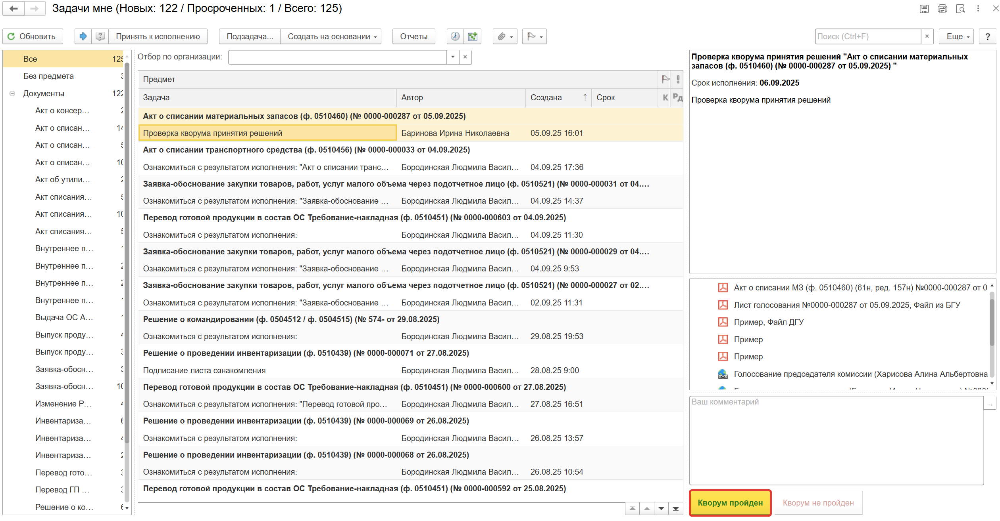 Задачи мне (Новых: 122 / Просроченных: 1 / Всего: 125)
Обновить
Принять к исполнению
Подзадача...
Создать на основании
Отчеты
Поиск (Ctrl+F)
×
Еще
?
Все 125
Без предмета
Документы 122
Акт о консер...
Акт о списан... 14
Акт о списан...
Акт о списан... 10
Акт об утили...
Акт списания...
Акт списания... 10
Акт списания...
Внутреннее п...
Внутреннее п...
Внутреннее п...
Внутреннее п...
Выдача ОС А...
Выпуск проду...
Выпуск проду...
Заявка-обосн...
Заявка-обосн... 10
Изменение Р...
Инвентариза...
Инвентариза...
Инвентариза...
Перевод гото...
Перевод ГП ...
Решение о ко...
Отбор по организации:
×
Предмет !
Задача Автор Создана ↑ Срок К Рд
Акт о списании материальных запасов (ф. 0510460) (№ 0000-000287 от 05.09.2025)
Проверка кворума принятия решений Баринова Ирина Николаевна 05.09.25 16:01
Акт о списании транспортного средства (ф. 0510456) (№ 0000-000033 от 04.09.2025)
Ознакомиться с результатом исполнения: "Акт о списании транс... Бородинская Людмила Васил... 04.09.25 17:36
Заявка-обоснование закупки товаров, работ, услуг малого объема через подотчетное лицо (ф. 0510521) (№ 0000-000031 от 04....
Ознакомиться с результатом исполнения: "Заявка-обоснование ... Бородинская Людмила Васил... 04.09.25 14:37
Перевод готовой продукции в состав ОС Требование-накладная (ф. 0510451) (№ 0000-000603 от 04.09.2025)
Ознакомиться с результатом исполнения: Бородинская Людмила Васил... 04.09.25 11:30
Заявка-обоснование закупки товаров, работ, услуг малого объема через подотчетное лицо (ф. 0510521) (№ 0000-000029 от 04....
Ознакомиться с результатом исполнения: "Заявка-обоснование ... Бородинская Людмила Васил... 04.09.25 9:53
Заявка-обоснование закупки товаров, работ, услуг малого объема через подотчетное лицо (ф. 0510521) (№ 0000-000027 от 02....
Ознакомиться с результатом исполнения: "Заявка-обоснование ... Бородинская Людмила Васил... 02.09.25 11:31
Решение о командировании (ф. 0504512 / ф. 0504515) (№ 574- от 29.08.2025)
Ознакомиться с результатом исполнения: Бородинская Людмила Васил... 29.08.25 19:53
Решение о проведении инвентаризации (ф. 0510439) (№ 0000-000071 от 27.08.2025)
Подписание листа ознакомления Бородинская Людмила Васил... 28.08.25 9:00
Перевод готовой продукции в состав ОС Требование-накладная (ф. 0510451) (№ 0000-000600 от 27.08.2025)
Ознакомиться с результатом исполнения: "Перевод готовой про... Бородинская Людмила Васил... 27.08.25 16:51
Решение о проведении инвентаризации (ф. 0510439) (№ 0000-000069 от 26.08.2025)
Ознакомиться с результатом исполнения: Бородинская Людмила Васил... 26.08.25 13:57
Решение о проведении инвентаризации (ф. 0510439) (№ 0000-000068 от 26.08.2025)
Ознакомиться с результатом исполнения: Бородинская Людмила Васил... 26.08.25 10:54
Перевод готовой продукции в состав ОС Требование-накладная (ф. 0510451) (№ 0000-000592 от 25.08.2025)
Проверка кворума принятия решений "Акт о списании материальных
запасов (ф. 0510460) (№ 0000-000287 от 05.09.2025) "
Срок исполнения: 06.09.2025
Проверка кворума принятия решений
Акт о списании МЗ (ф. 0510460) (61н, ред. 157н) №0000-000287 от 0
Лист голосования №0000-000287 от 05.09.2025, Файл из БГУ
Пример, Файл ДГУ
Пример
Пример
Голосование председателя комиссии (Харисова Алина Альбертовна
Ваш комментарий
...
Кворум пройден
Кворум не пройден